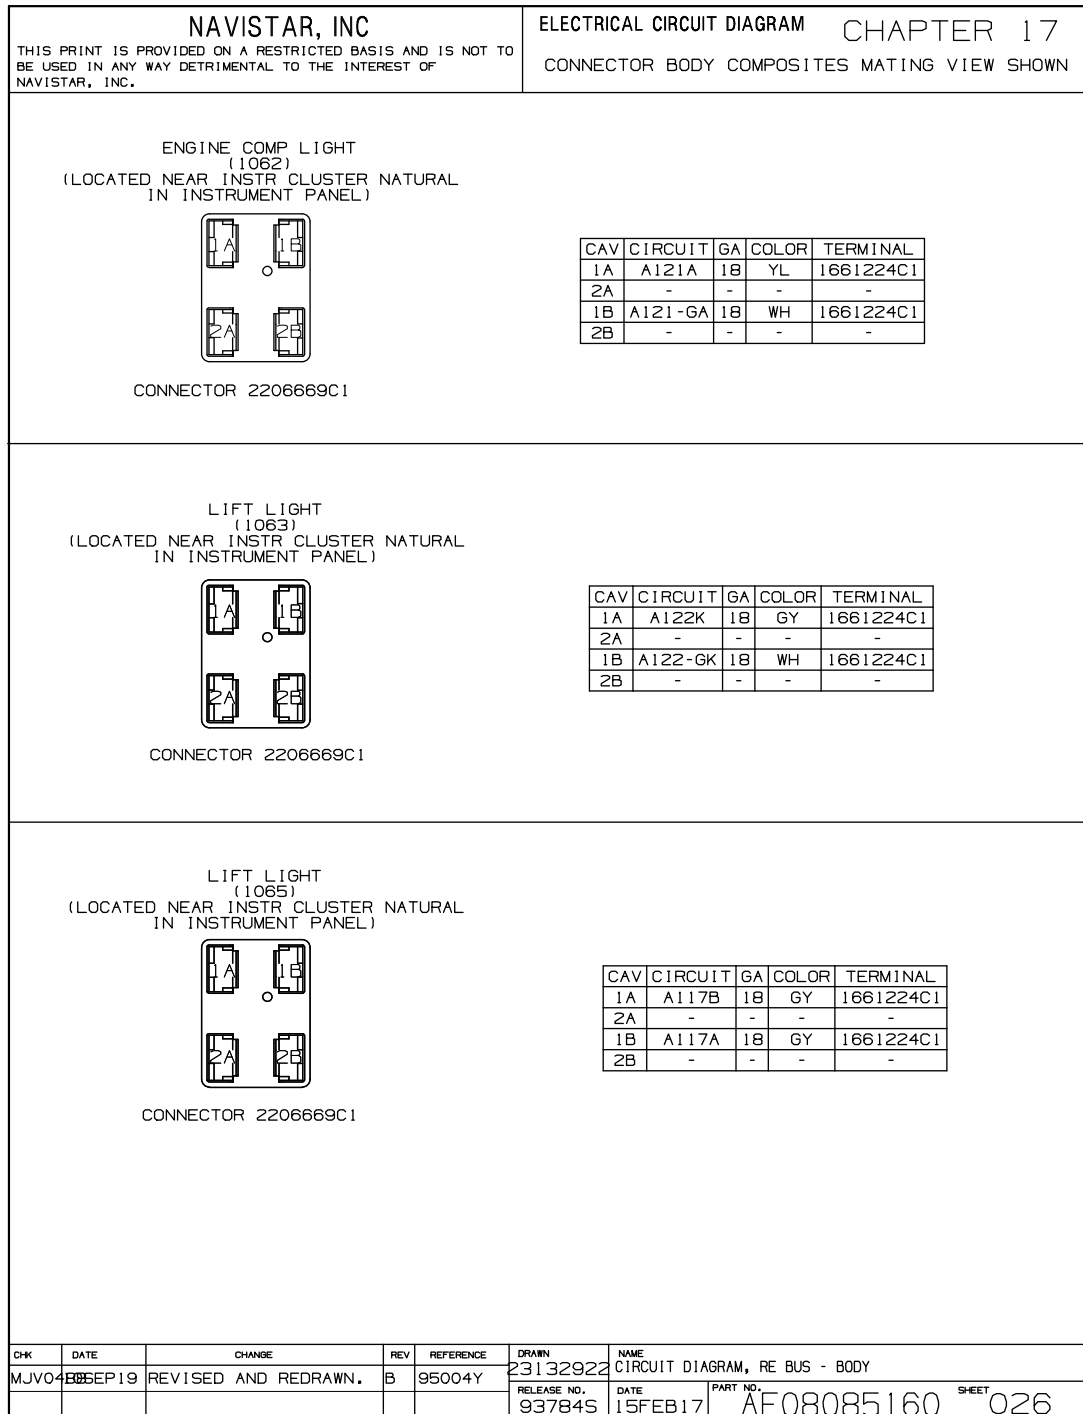 NAVISTAR, INC
THIS PRINT IS PROVIDED ON A RESTRICTED BASIS AND IS NOT TO
BE USED IN ANY WAY DETRIMENTAL TO THE INTEREST OF
NAVISTAR, INC.
ELECTRICAL CIRCUIT DIAGRAM CHAPTER 17
CONNECTOR BODY COMPOSITES MATING VIEW SHOWN
ENGINE COMP LIGHT
(1062)
(LOCATED NEAR INSTR CLUSTER NATURAL
IN INSTRUMENT PANEL)
1A 1B
2A 2B
CONNECTOR 2206669C1
CAV CIRCUIT GA COLOR TERMINAL
1A A121A 18 YL 1661224C1
2A - - - -
1B A121-GA 18 WH 1661224C1
2B - - - -
LIFT LIGHT
(1063)
(LOCATED NEAR INSTR CLUSTER NATURAL
IN INSTRUMENT PANEL)
1A 1B
2A 2B
CONNECTOR 2206669C1
CAV CIRCUIT GA COLOR TERMINAL
1A A122K 18 GY 1661224C1
2A - - - -
1B A122-GK 18 WH 1661224C1
2B - - - -
LIFT LIGHT
(1065)
(LOCATED NEAR INSTR CLUSTER NATURAL
IN INSTRUMENT PANEL)
1A 1B
2A 2B
CONNECTOR 2206669C1
CAV CIRCUIT GA COLOR TERMINAL
1A A117B 18 GY 1661224C1
2A - - - -
1B A117A 18 GY 1661224C1
2B - - - -
CHK DATE CHANGE REV REFERENCE
REVISED AND REDRAWN. B 95004Y
DRAWN 23132922
NAME CIRCUIT DIAGRAM, RE BUS - BODY
RELEASE NO. 93784S
DATE 15FEB17
PART NO. AF08085160
SHEET 026